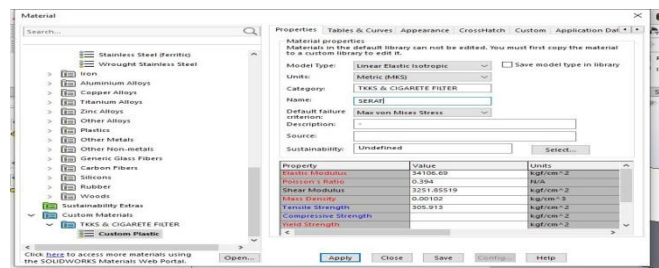 Material
Search...
Stainless Steel (ferritic)
Wrought Stainless Steel
Iron
Aluminium Alloys
Copper Alloys
Titanium Alloys
Zinc Alloys
Other Alloys
Plastics
Other Metals
Other Non-metals
Generic Glass Fibers
Carbon Fibers
Silicons
Rubber
Woods
Sustainability Extras
Custom Materials
TKKS & CIGARETE FILTER
Custom Plastic
Click here to access more materials using
the SOLIDWORKS Materials Web Portal.
Open...
Properties Tables & Curves Appearance CrossHatch Custom Application Dat
Material properties
Materials in the default library can not be edited. You must first copy the material
to a custom library to edit it.
Model Type: Linear Elastic Isotropic Save model type in library
Units: Metric (MKS)
Category: TKKS & CIGARETE FILTER
Name: SERAT
Default failure
criterion: Max von Mises Stress
Description: -
Source:
Sustainability: Undefined Select...
Property Value Units
Elastic Modulus 34106.69 kgf/cm^2
Poisson's Ratio 0.394 N/A
Shear Modulus 3251.85519 kgf/cm^2
Mass Density 0.00102 kg/cm^3
Tensile Strength 305.913 kgf/cm^2
Compressive Strength kgf/cm^2
Yield Strength kgf/cm^2
Apply Close Save Config... Help